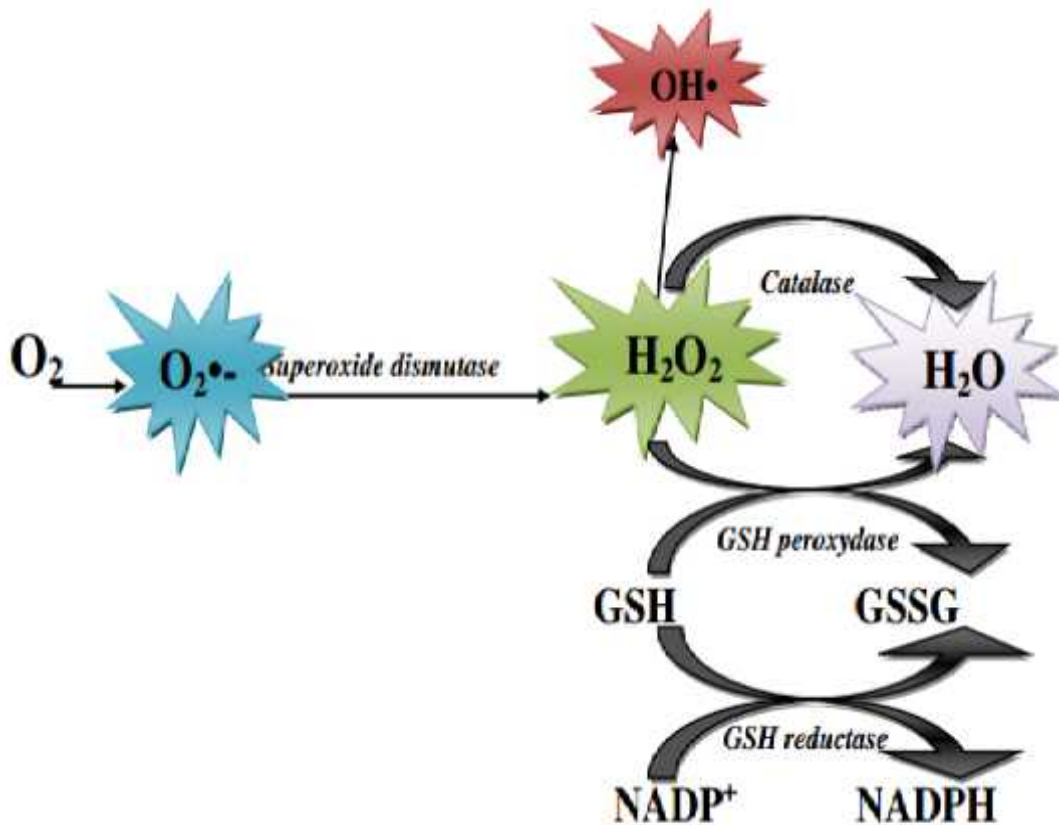 OH•
Catalase
O₂
O₂•-
Superoxide dismutase
H₂O₂
H₂O
GSH peroxydase
GSH
GSSG
GSH reductase
NADP⁺
NADPH